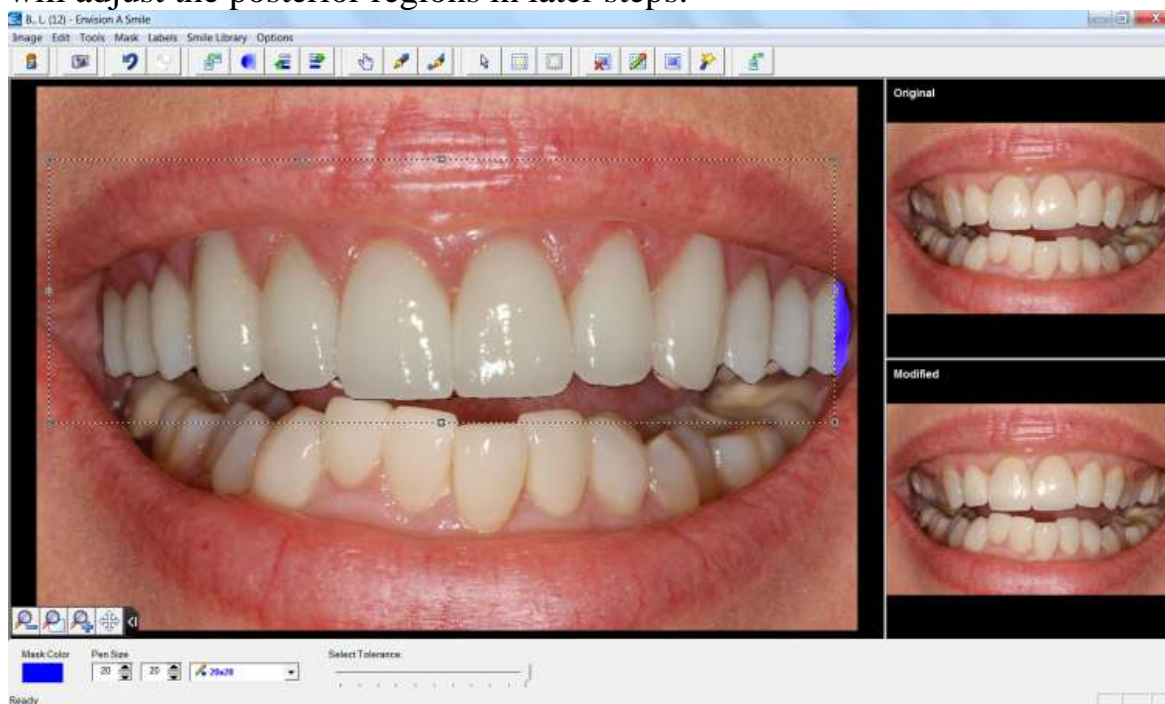 will adjust the posterior regions in later steps.
B., L. (12) - Envision A Smile
Image Edit Tools Mask Labels Smile Library Options
Original
Modified
Mask Color Pen Size Select Tolerance
20 20 20x20
Ready